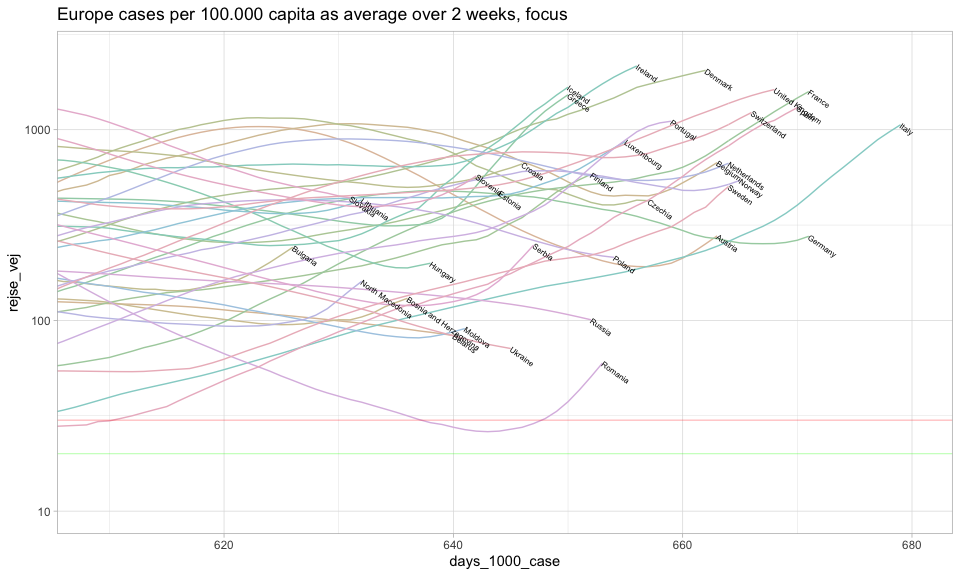 Europe cases per 100.000 capita as average over 2 weeks, focus
rejse_vej
1000
100
10
Ireland
Denmark
Iceland
Greece
United Kingdom
France
Spain
Italy
Portugal
Switzerland
Luxembourg
Croatia
Finland
Netherlands
Belgium
Norway
Sweden
Slovenia
Estonia
Lithuania
Slovakia
Czechia
Austria
Germany
Bulgaria
Serbia
Poland
Hungary
North Macedonia
Bosnia and Herzegovina
Moldova
Belarus
Ukraine
Russia
Romania
620
640
660
680
days_1000_case